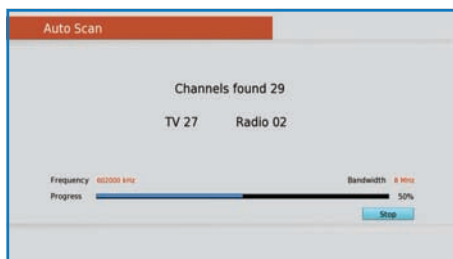 Auto Scan
Channels found 29
TV 27 Radio 02
Frequency 602000 kHz Bandwidth 8 MHz
Progress 50%
Stop